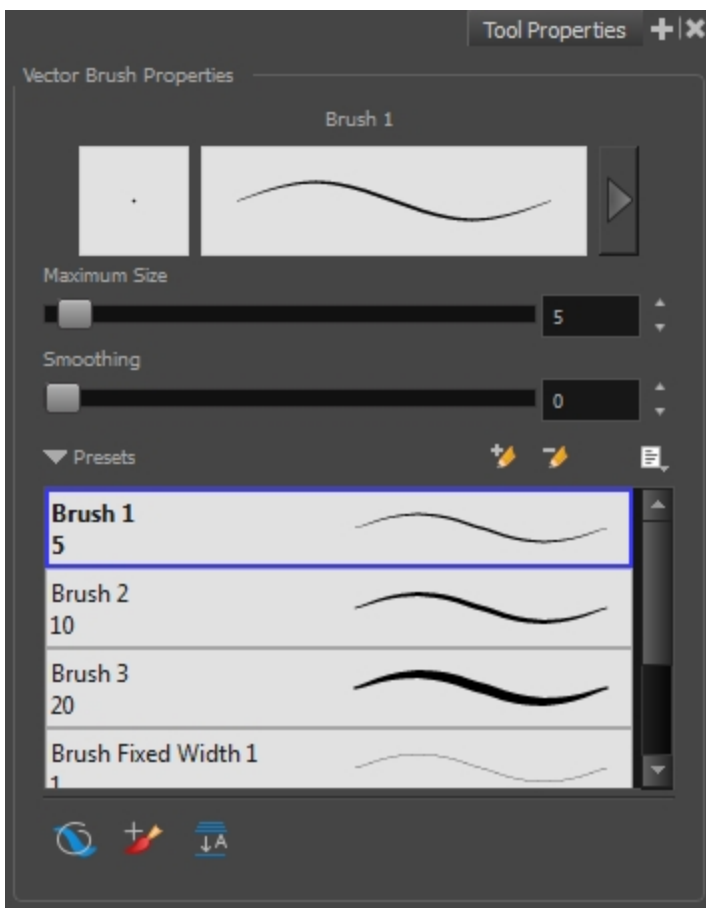 Tool Properties
Vector Brush Properties
Brush 1
Maximum Size
5
Smoothing
0
Presets
Brush 1
5
Brush 2
10
Brush 3
20
Brush Fixed Width 1
1
A